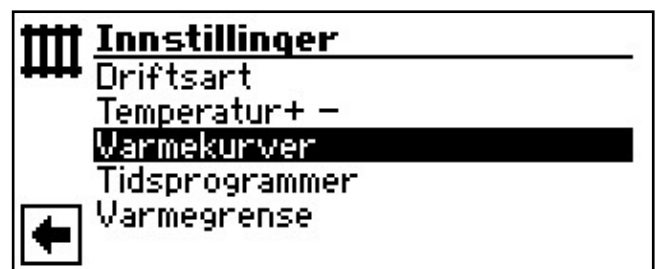 Innstillinger
Driftsart
Temperatur+ −
Varmekurver
Tidsprogrammer
Varmegrense